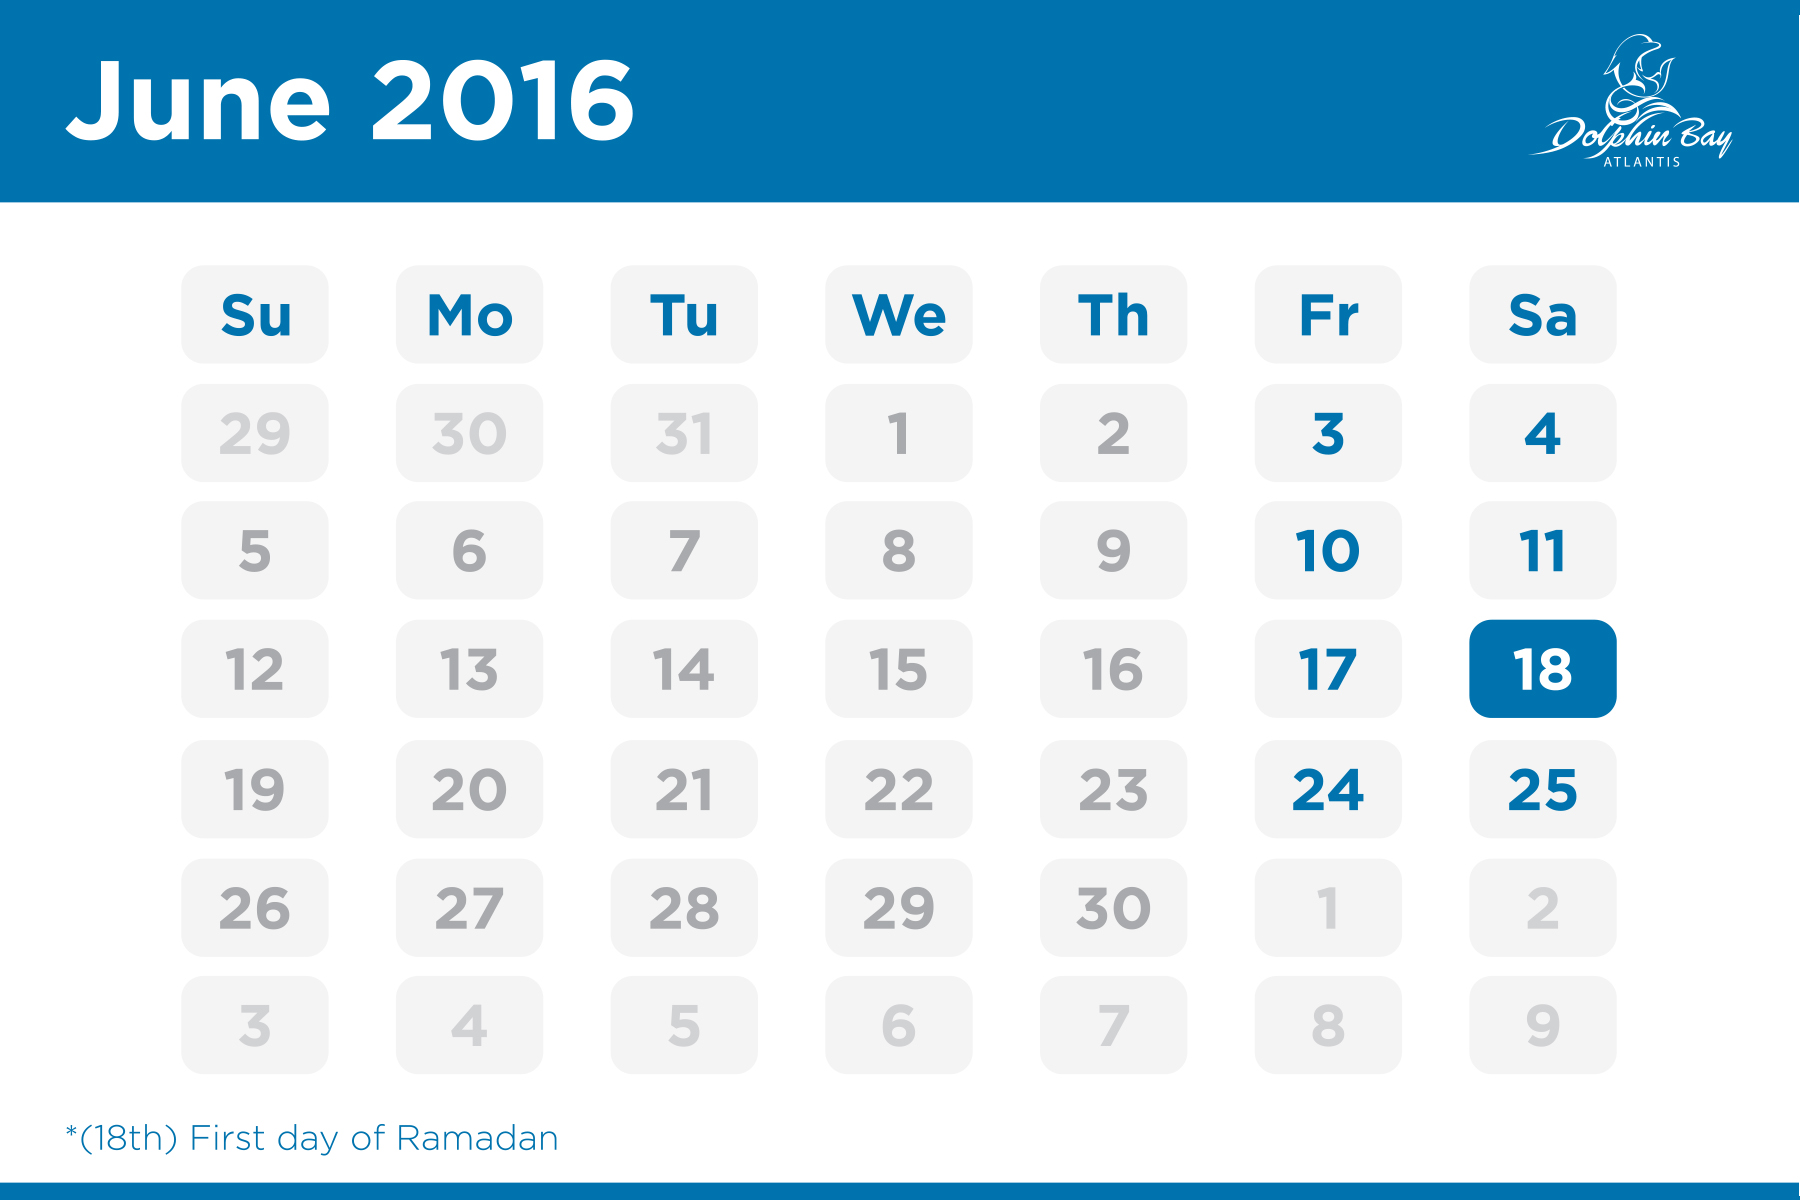 June 2016
Dolphin Bay
ATLANTIS
Su Mo Tu We Th Fr Sa
29 30 31 1 2 3 4
5 6 7 8 9 10 11
12 13 14 15 16 17 18
19 20 21 22 23 24 25
26 27 28 29 30 1 2
3 4 5 6 7 8 9
*(18th) First day of Ramadan